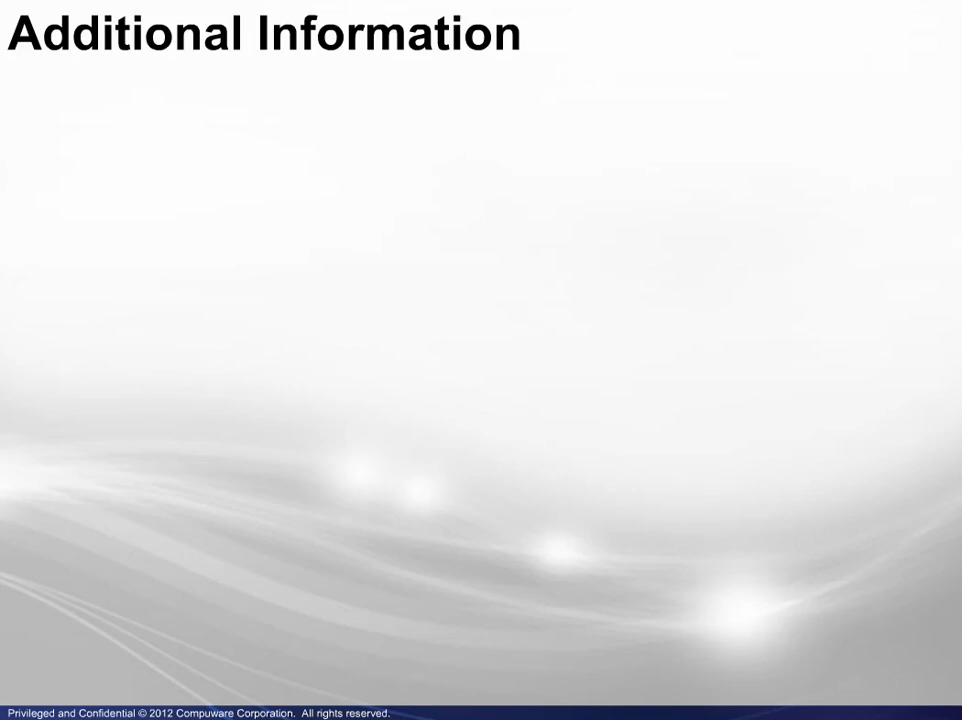 Additional Information
Privileged and Confidential © 2012 Compuware Corporation. All rights reserved.